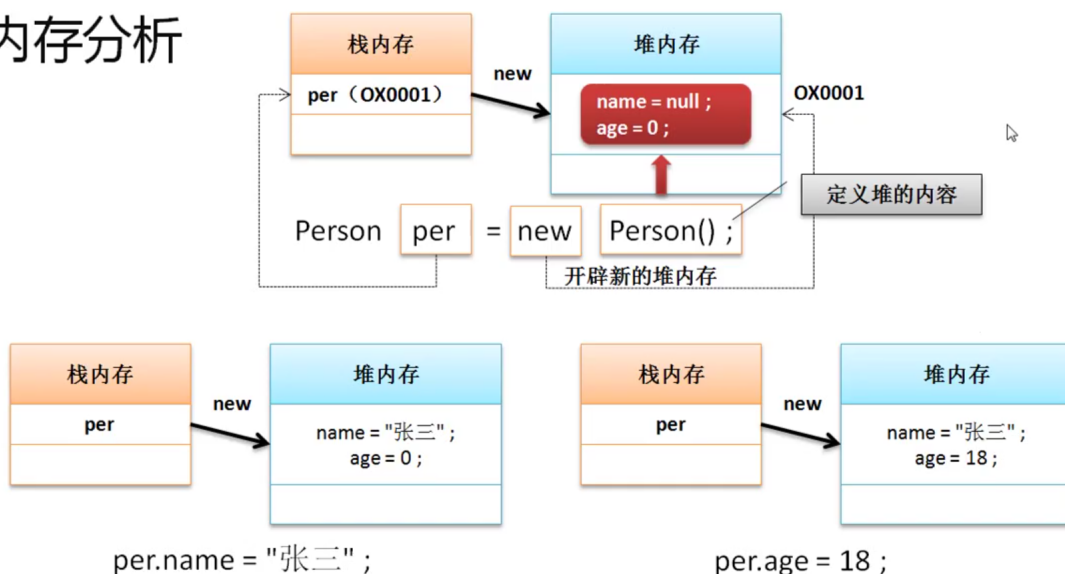 内存分析
栈内存
堆内存
new
per（OX0001）
OX0001
name = null ;
age = 0 ;
定义堆的内容
Person per = new Person() ;
开辟新的堆内存
栈内存
堆内存
new
per
name = "张三" ;
age = 0 ;
per.name = "张三" ;
栈内存
堆内存
new
per
name = "张三" ;
age = 18 ;
per.age = 18 ;